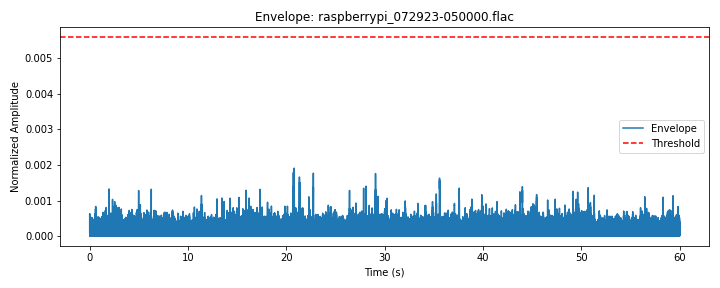 Envelope: raspberrypi_072923-050000.flac
Normalized Amplitude
0.005
0.004
0.003
0.002
0.001
0.000
Envelope
Threshold
0
10
20
30
40
50
60
Time (s)